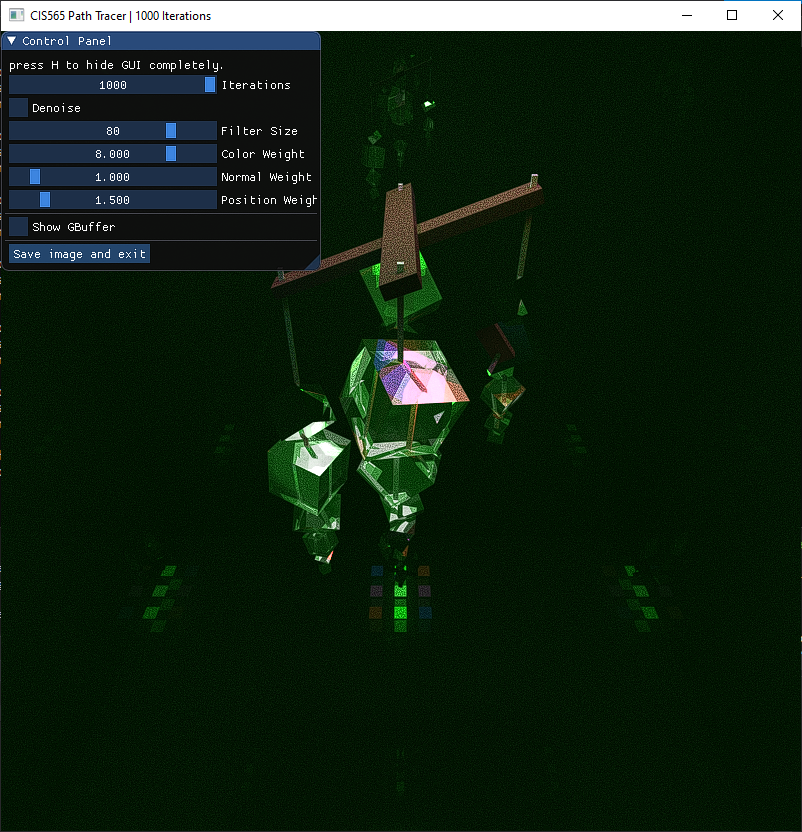 CIS565 Path Tracer | 1000 Iterations
Control Panel
press H to hide GUI completely.
1000 Iterations
Denoise
80 Filter Size
8.000 Color Weight
1.000 Normal Weight
1.500 Position Weigh
Show GBuffer
Save image and exit